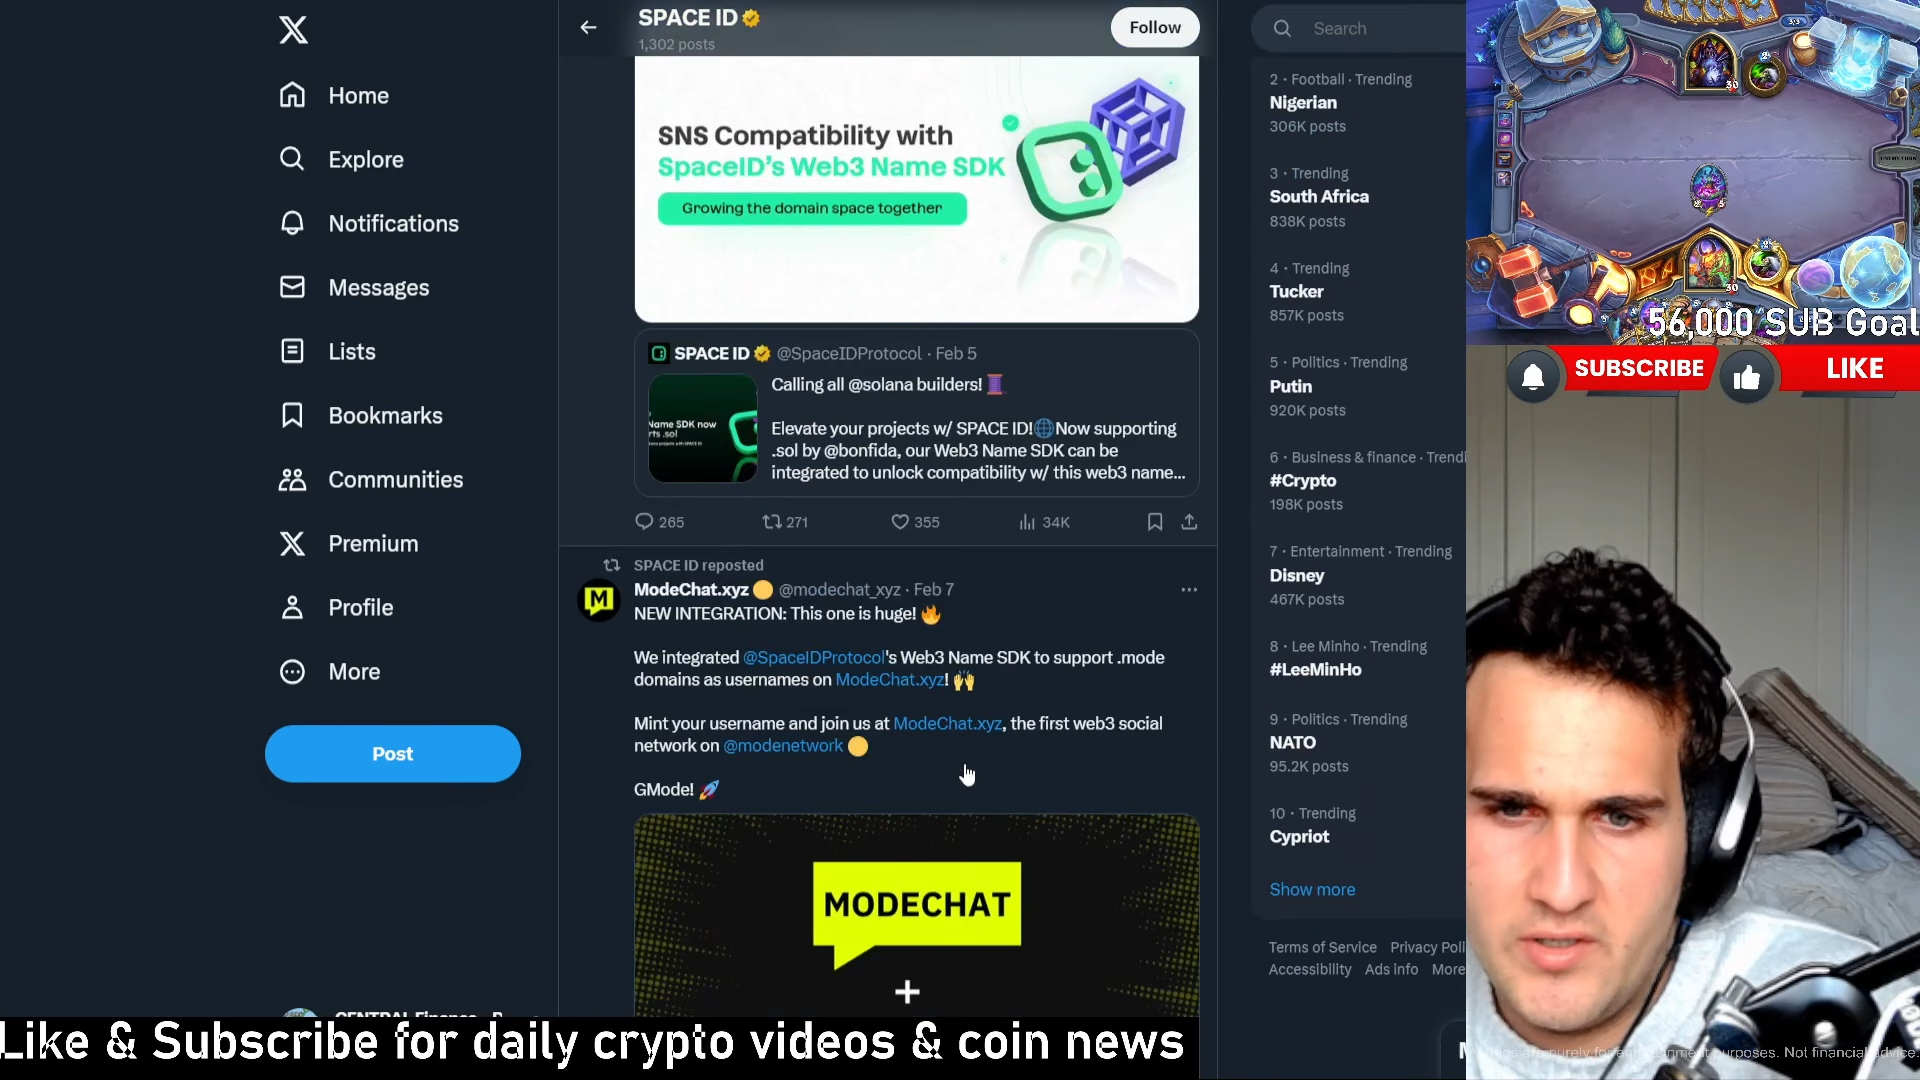 SPACE ID
1,302 posts
Follow
Search
Home
Explore
Notifications
Messages
Lists
Bookmarks
Communities
Premium
Profile
More
Post
SNS Compatibility with
SpaceID's Web3 Name SDK
Growing the domain space together
SPACE ID @SpaceIDProtocol · Feb 5
Calling all @solana builders!
Elevate your projects w/ SPACE ID! Now supporting
.sol by @bonfida, our Web3 Name SDK can be
integrated to unlock compatibility w/ this web3 name...
Name SDK now
265 271 355 34K
SPACE ID reposted
ModeChat.xyz @modechat_xyz · Feb 7
NEW INTEGRATION: This one is huge! 🔥
We integrated @SpaceIDProtocol's Web3 Name SDK to support .mode
domains as usernames on ModeChat.xyz! 🙌
Mint your username and join us at ModeChat.xyz, the first web3 social
network on @modenetwork
GMode! 🚀
MODECHAT
+
2 · Football · Trending
Nigerian
306K posts
3 · Trending
South Africa
838K posts
4 · Trending
Tucker
857K posts
5 · Politics · Trending
Putin
920K posts
6 · Business & finance · Trendi
#Crypto
198K posts
7 · Entertainment · Trending
Disney
467K posts
8 · Lee Minho · Trending
#LeeMinHo
9 · Politics · Trending
NATO
95.2K posts
10 · Trending
Cypriot
Show more
Terms of Service Privacy Poli
Accessibility Ads info More
30
30
56,000 SUB Goal
SUBSCRIBE
LIKE
Like & Subscribe for daily crypto videos & coin news
purely for entertainment purposes. Not financial advice.